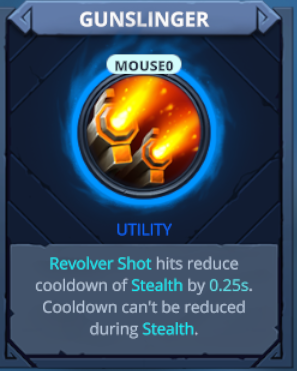 GUNSLINGER
MOUSE0
UTILITY
Revolver Shot hits reduce
cooldown of Stealth by 0.25s.
Cooldown can't be reduced
during Stealth.